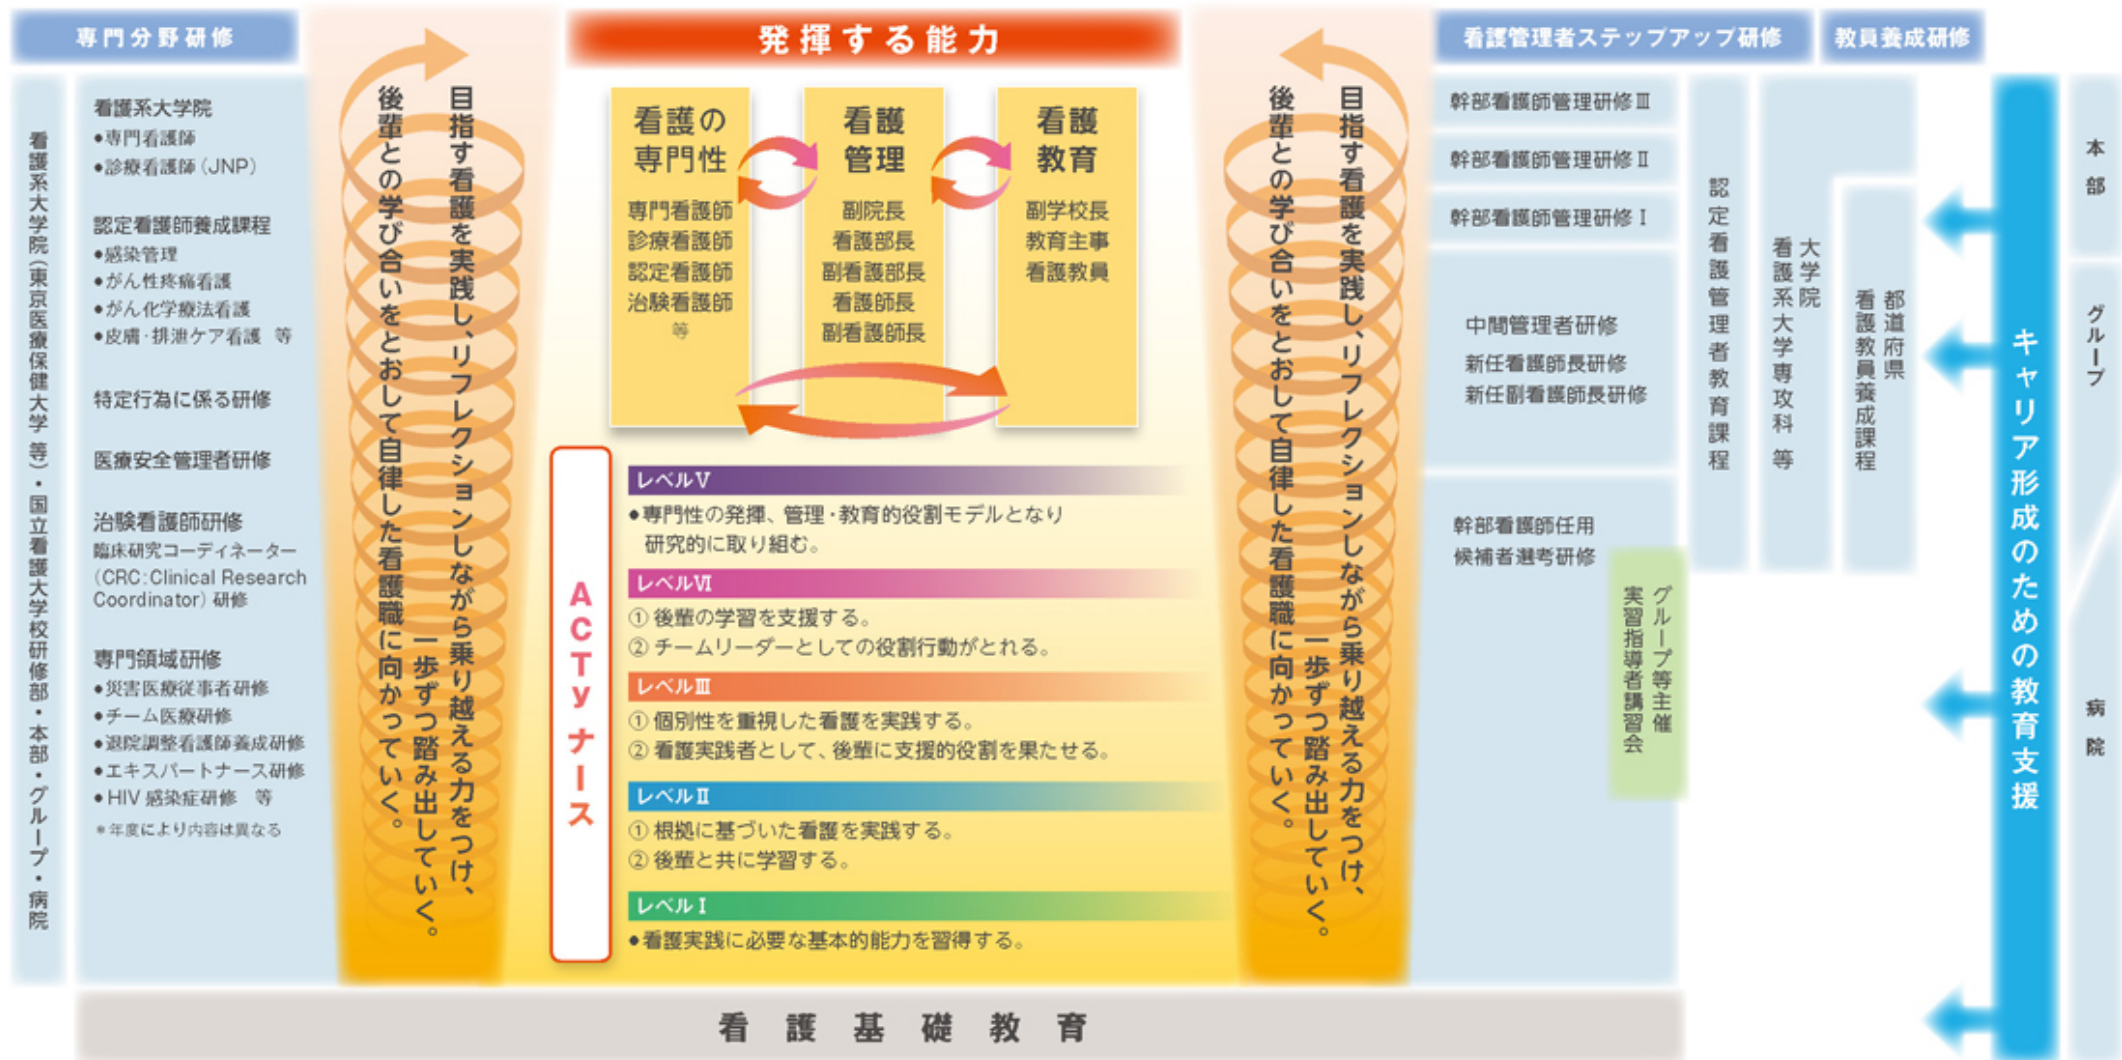 専門分野研修
看護系大学院(東京医療保健大学 等)・国立看護大学校研修部・本部・グループ・病院
看護系大学院
●専門看護師
●診療看護師(JNP)
認定看護師養成課程
●感染管理
●がん性疼痛看護
●がん化学療法看護
●皮膚・排泄ケア看護 等
特定行為に係る研修
医療安全管理者研修
治験看護師研修
臨床研究コーディネーター
(CRC:Clinical Research
Coordinator) 研修
専門領域研修
●災害医療従事者研修
●チーム医療研修
●退院調整看護師養成研修
●エキスパートナース研修
●HIV 感染症研修 等
*年度により内容は異なる
目指す看護を実践し、リフレクションしながら乗り越える力をつけ、
一歩ずつ踏み出していく。
後輩との学び合いをとおして自律した看護職に向かっていく。
発揮する能力
看護の
専門性
専門看護師
診療看護師
認定看護師
治験看護師
等
看護
管理
副院長
看護部長
副看護部長
看護師長
副看護師長
看護
教育
副学校長
教育主事
看護教員
ACTyナース
レベルⅤ
●専門性の発揮、管理・教育的役割モデルとなり
研究的に取り組む。
レベルⅥ
① 後輩の学習を支援する。
② チームリーダーとしての役割行動がとれる。
レベルⅢ
① 個別性を重視した看護を実践する。
② 看護実践者として、後輩に支援的役割を果たせる。
レベルⅡ
① 根拠に基づいた看護を実践する。
② 後輩と共に学習する。
レベルⅠ
●看護実践に必要な基本的能力を習得する。
目指す看護を実践し、リフレクションしながら乗り越える力をつけ、
一歩ずつ踏み出していく。
後輩との学び合いをとおして自律した看護職に向かっていく。
看護管理者ステップアップ研修
幹部看護師管理研修Ⅲ
幹部看護師管理研修Ⅱ
幹部看護師管理研修Ⅰ
中間管理者研修
新任看護師長研修
新任副看護師長研修
幹部看護師任用
候補者選考研修
グループ等主催
実習指導者講習会
認定看護管理者教育課程
大学院
看護系大学専攻科 等
教員養成研修
都道府県
看護教員養成課程
キャリア形成のための教育支援
本部
グループ
病院
看護基礎教育